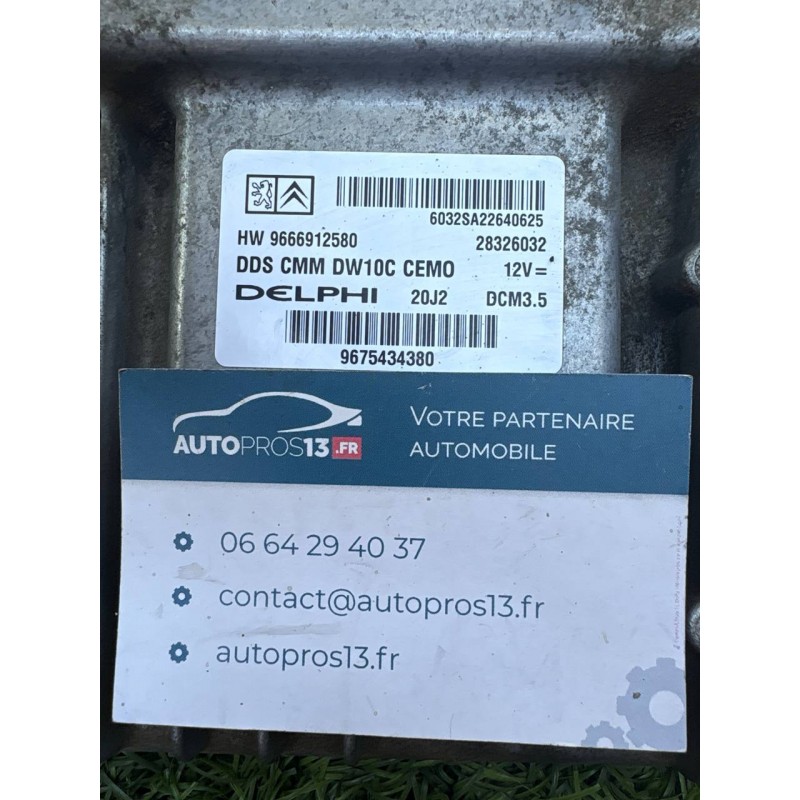 6032SA22640625
HW 9666912580 28326032
DDS CMM DW10C CEMO 12V=
DELPHI 20J2 DCM3.5
9675434380
AUTOPROS13.FR
VOTRE PARTENAIRE
AUTOMOBILE
06 64 29 40 37
contact@autopros13.fr
autopros13.fr